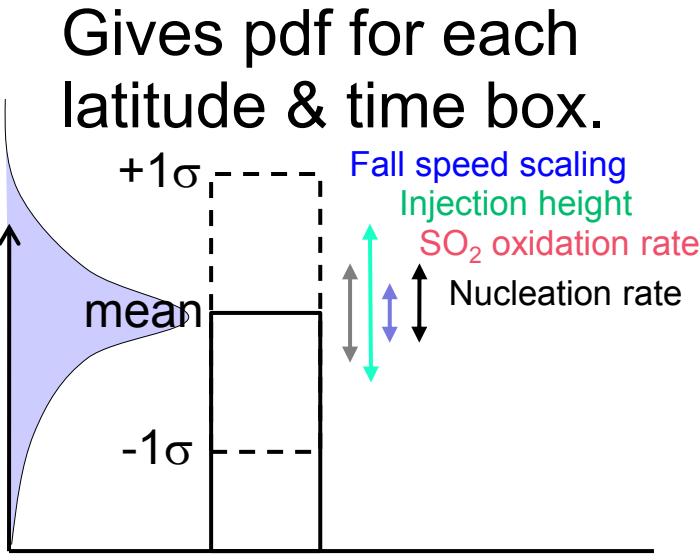 Gives pdf for each
latitude & time box.
+1σ
Fall speed scaling
Injection height
SO₂ oxidation rate
mean
Nucleation rate
-1σ